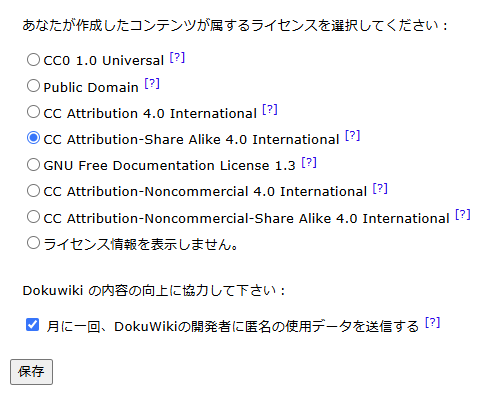 あなたが作成したコンテンツが属するライセンスを選択してください：
CC0 1.0 Universal [?]
Public Domain [?]
CC Attribution 4.0 International [?]
CC Attribution-Share Alike 4.0 International [?]
GNU Free Documentation License 1.3 [?]
CC Attribution-Noncommercial 4.0 International [?]
CC Attribution-Noncommercial-Share Alike 4.0 International [?]
ライセンス情報を表示しません。
Dokuwiki の内容の向上に協力して下さい：
月に一回、DokuWikiの開発者に匿名の使用データを送信する [?]
保存